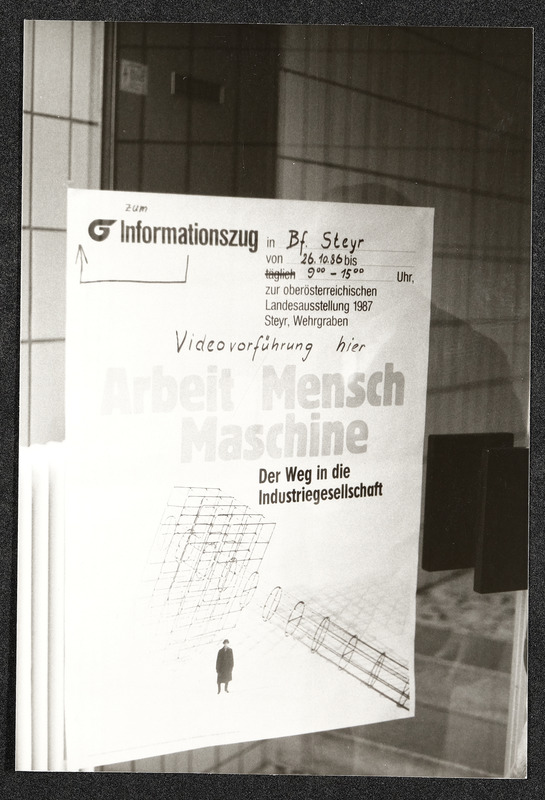 zum
Informationszug in Bf. Steyr
von 26.10.86 bis
täglich 9⁰⁰ - 15⁰⁰ Uhr,
zur oberösterreichischen
Landesausstellung 1987
Steyr, Wehrgraben
Videovorführung hier
Arbeit Mensch
Maschine
Der Weg in die
Industriegesellschaft